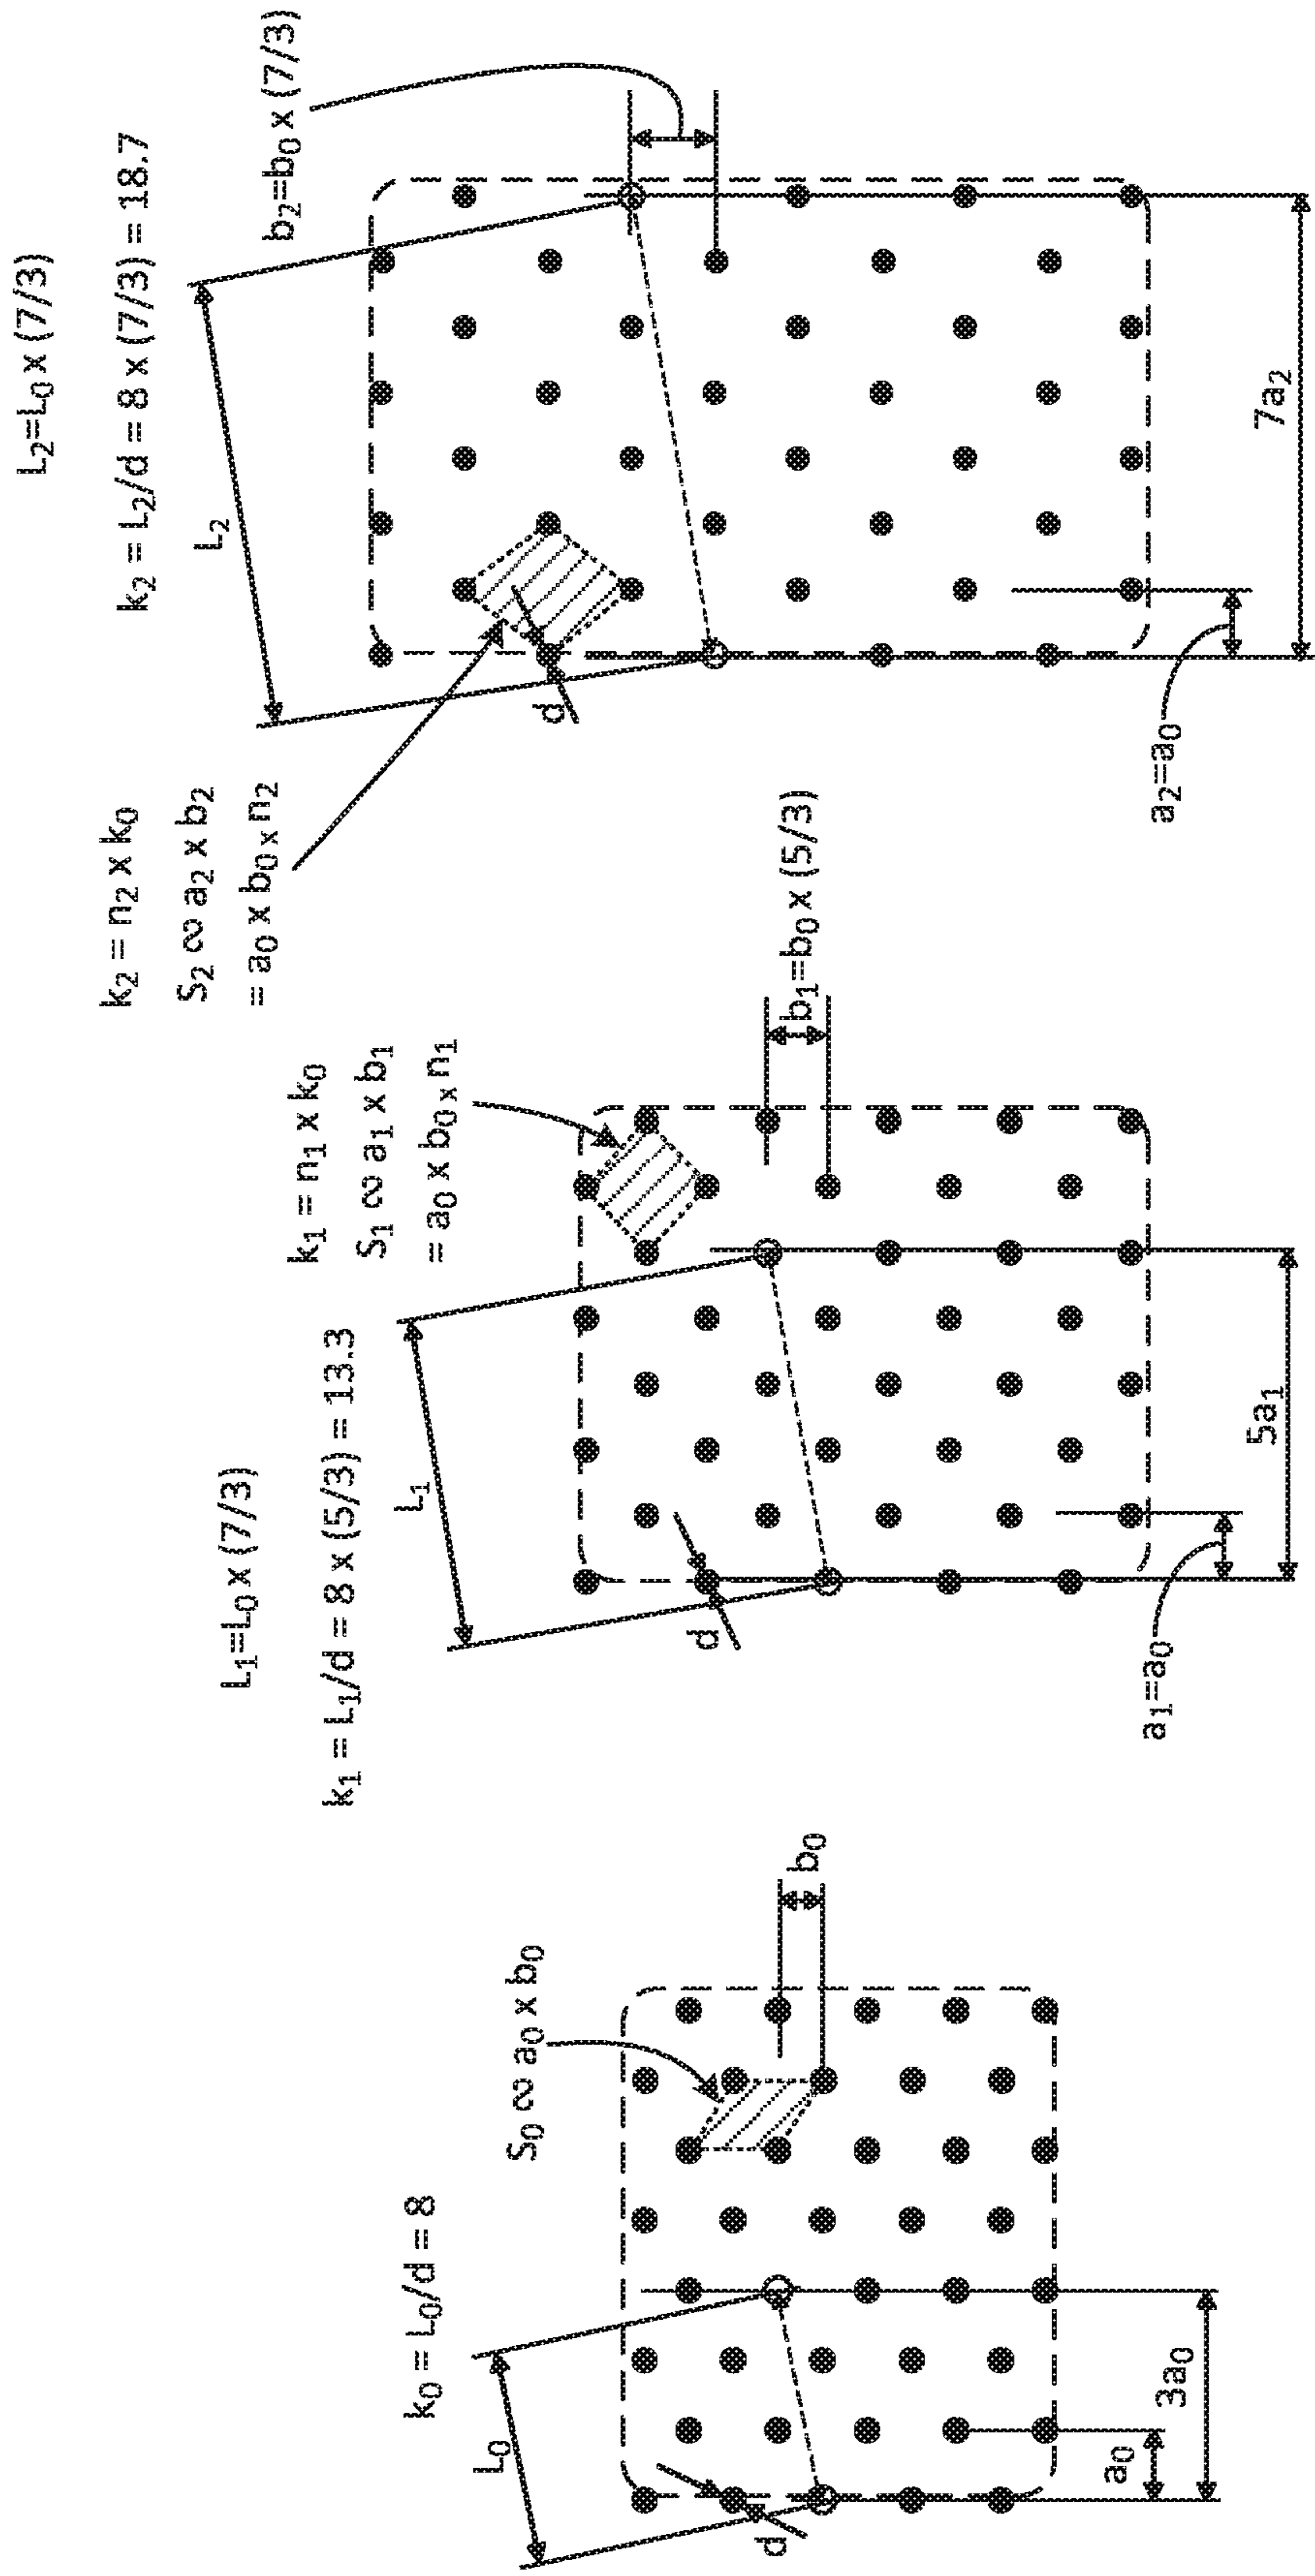 k₀ = L₀/d = 8
S₀ ∞ a₀ x b₀
L₀
d
b₀
a₀
3a₀
L₁=L₀ x (7/3)
k₁ = L₁/d = 8 x (5/3) = 13.3
k₁ = n₁ x k₀
S₁ ∞ a₁ x b₁
= a₀ x b₀ x n₁
L₁
d
b₁=b₀ x (5/3)
a₁=a₀
5a₁
L₂=L₀ x (7/3)
k₂ = L₂/d = 8 x (7/3) = 18.7
k₂ = n₂ x k₀
S₂ ∞ a₂ x b₂
= a₀ x b₀ x n₂
L₂
d
b₂=b₀ x (7/3)
a₂=a₀
7a₂